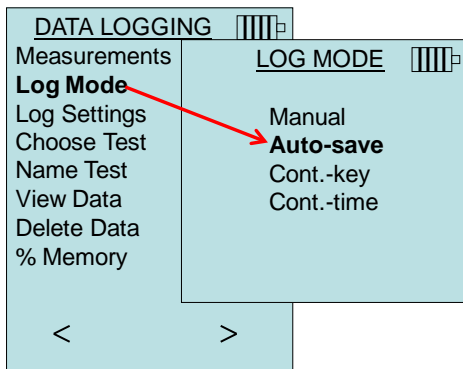 DATA LOGGING
Measurements
Log Mode
Log Settings
Choose Test
Name Test
View Data
Delete Data
% Memory
< >
LOG MODE
Manual
Auto-save
Cont.-key
Cont.-time